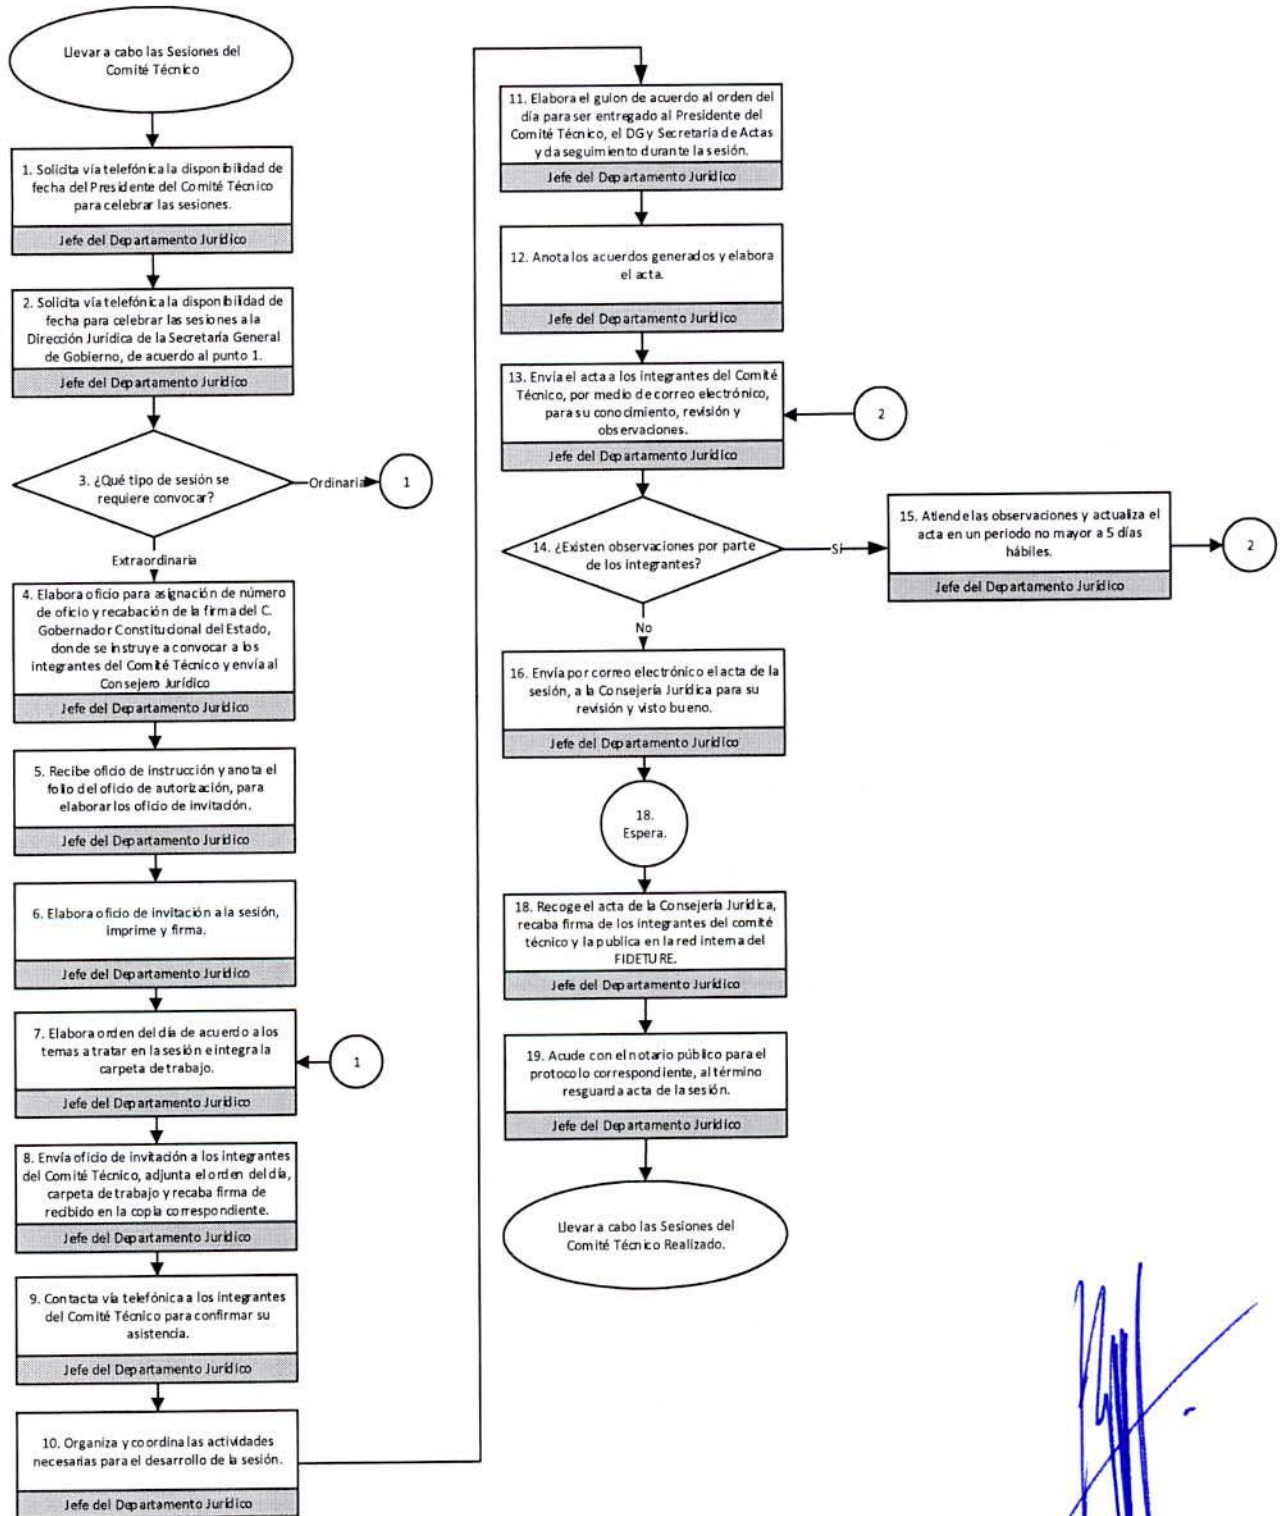 Llevar a cabo las Sesiones del
Comité Técnico
1. Solicita vía telefónica la disponibilidad de
fecha del Presidente del Comité Técnico
para celebrar las sesiones.
Jefe del Departamento Jurídico
2. Solicita vía telefónica la disponibilidad de
fecha para celebrar las sesiones a la
Dirección Jurídica de la Secretaría General
de Gobierno, de acuerdo al punto 1.
Jefe del Departamento Jurídico
3. ¿Qué tipo de sesión se
requiere convocar?
Ordinaria
1
Extraordinaria
4. Elabora oficio para asignación de número
de oficio y recabación de la firma del C.
Gobernador Constitucional del Estado,
donde se instruye a convocar a los
integrantes del Comité Técnico y envía al
Consejero Jurídico
Jefe del Departamento Jurídico
5. Recibe oficio de instrucción y anota el
folio del oficio de autorización, para
elaborar los oficio de invitación.
Jefe del Departamento Jurídico
6. Elabora oficio de invitación a la sesión,
imprime y firma.
Jefe del Departamento Jurídico
7. Elabora orden del día de acuerdo a los
temas a tratar en la sesión e integra la
carpeta de trabajo.
Jefe del Departamento Jurídico
1
8. Envía oficio de invitación a los integrantes
del Comité Técnico, adjunta el orden del día,
carpeta de trabajo y recaba firma de
recibido en la copia correspondiente.
Jefe del Departamento Jurídico
9. Contacta vía telefónica a los integrantes
del Comité Técnico para confirmar su
asistencia.
Jefe del Departamento Jurídico
10. Organiza y coordina las actividades
necesarias para el desarrollo de la sesión.
Jefe del Departamento Jurídico
11. Elabora el guion de acuerdo al orden del
día para ser entregado al Presidente del
Comité Técnico, el DG y Secretaria de Actas
y da seguimiento durante la sesión.
Jefe del Departamento Jurídico
12. Anota los acuerdos generados y elabora
el acta.
Jefe del Departamento Jurídico
13. Envía el acta a los integrantes del Comité
Técnico, por medio de correo electrónico,
para su conocimiento, revisión y
observaciones.
Jefe del Departamento Jurídico
2
14. ¿Existen observaciones por parte
de los integrantes?
Sí
15. Atiende las observaciones y actualiza el
acta en un periodo no mayor a 5 días
hábiles.
Jefe del Departamento Jurídico
2
No
16. Envía por correo electrónico el acta de la
sesión, a la Consejería Jurídica para su
revisión y visto bueno.
Jefe del Departamento Jurídico
18.
Espera.
18. Recoge el acta de la Consejería Jurídica,
recaba firma de los integrantes del comité
técnico y la publica en la red interna del
FIDETURE.
Jefe del Departamento Jurídico
19. Acude con el notario público para el
protocolo correspondiente, al término
resguarda acta de la sesión.
Jefe del Departamento Jurídico
Llevar a cabo las Sesiones del
Comité Técnico Realizado.